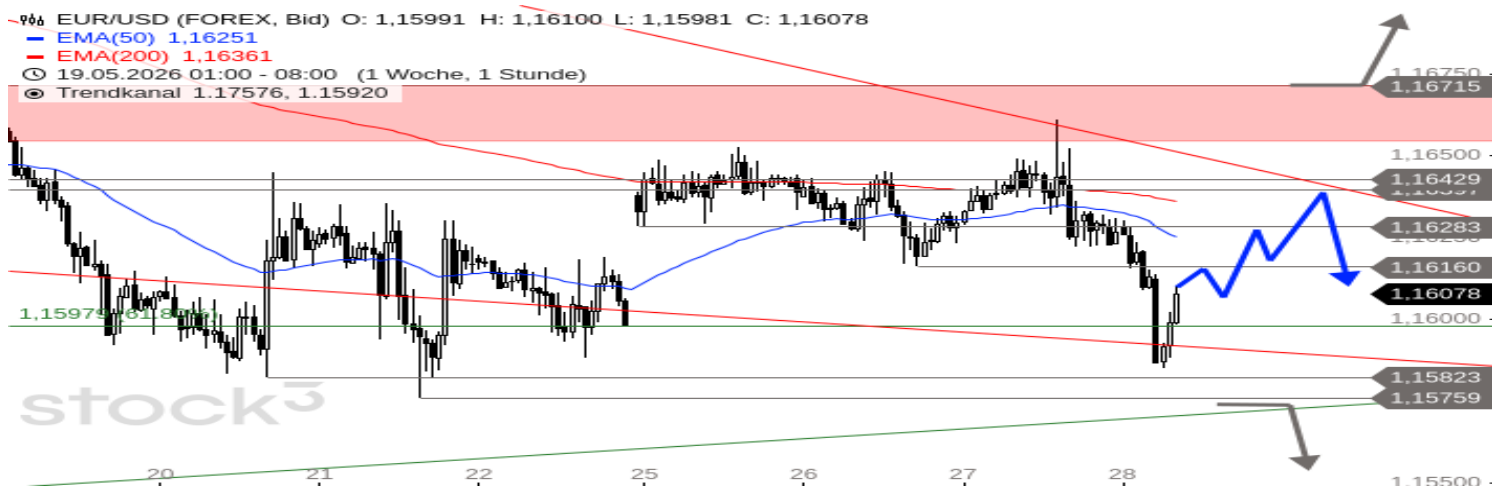 EUR/USD (FOREX, Bid) O: 1,15991 H: 1,16100 L: 1,15981 C: 1,16078
EMA(50) 1,16251
EMA(200) 1,16361
19.05.2026 01:00 - 08:00 (1 Woche, 1 Stunde)
Trendkanal 1.17576, 1.15920
1,16750
1,16715
1,16500
1,16429
1,16283
1,16160
1,16078
1,15979
1,16000
1,15823
1,15759
stock3
1,15500
20 21 22 25 26 27 28